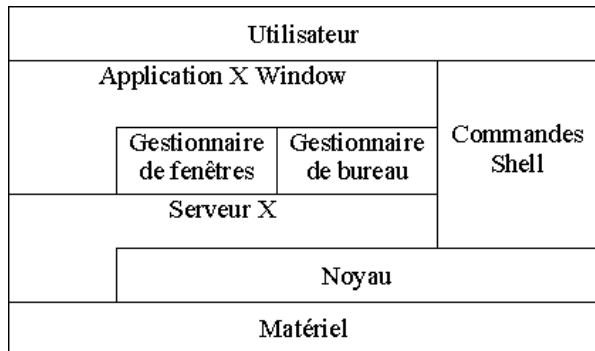 Utilisateur
Application X Window
Gestionnaire
de fenêtres
Gestionnaire
de bureau
Commandes
Shell
Serveur X
Noyau
Matériel